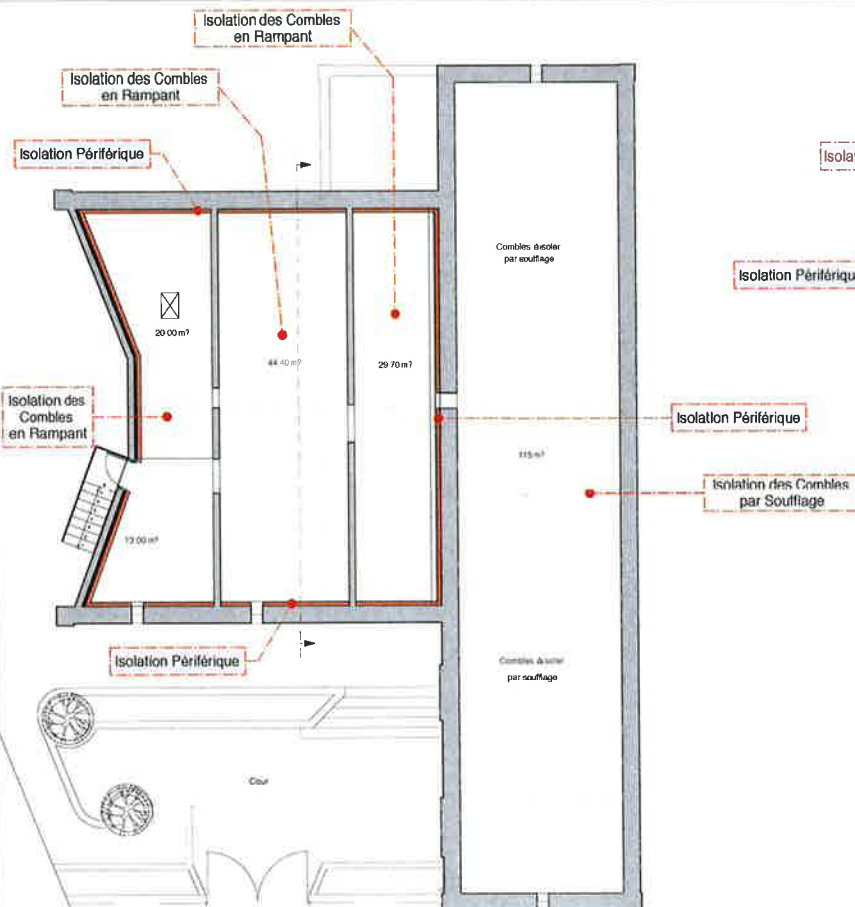 Isolation des Combles
en Rampant
Isolation des Combles
en Rampant
Isolation Périférique
Isolation Périférique
Combles à isoler
par soufflage
20 00 m²
44 40 m²
29 70 m²
Isolation des
Combles
en Rampant
Isolation Périférique
115 m²
Isolation des Combles
par Soufflage
13 00 m²
Isolation Périférique
Combles à isoler
par soufflage
Cour